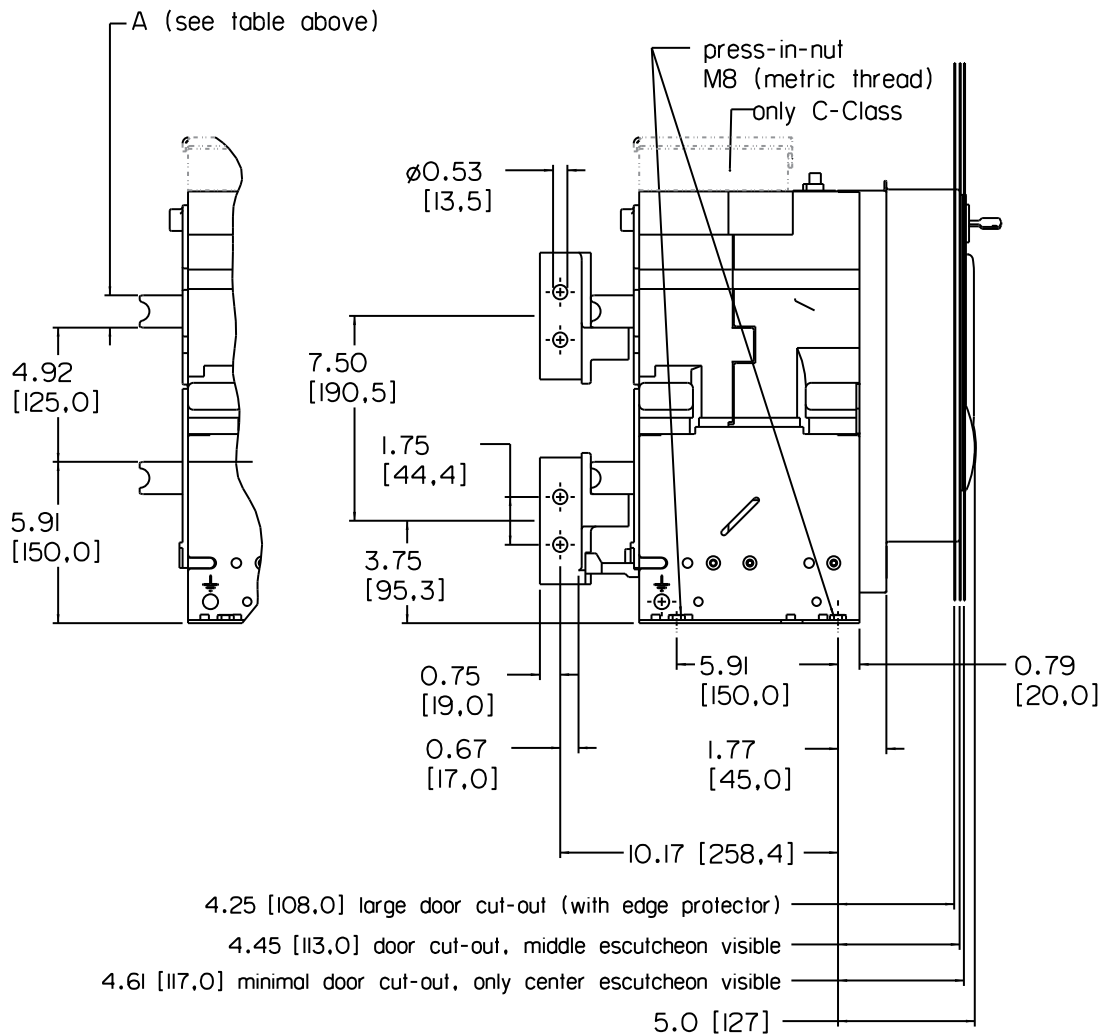 A (see table above)
press-in-nut
M8 (metric thread)
only C-Class
ø0.53
[13,5]
4.92
[125,0]
7.50
[190,5]
1.75
[44,4]
5.91
[150,0]
3.75
[95,3]
0.75
[19,0]
5.91
[150,0]
0.79
[20,0]
0.67
[17,0]
1.77
[45,0]
10.17 [258,4]
4.25 [108,0] large door cut-out (with edge protector)
4.45 [113,0] door cut-out, middle escutcheon visible
4.61 [117,0] minimal door cut-out, only center escutcheon visible
5.0 [127]